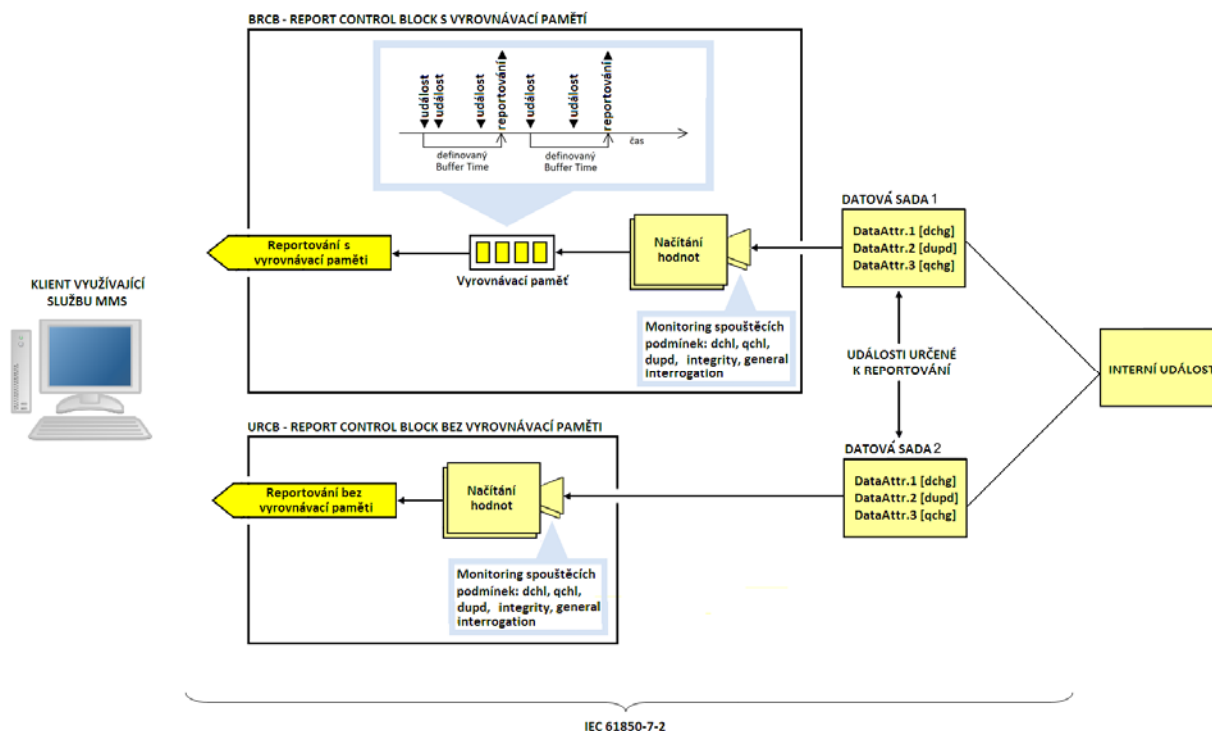 BRCB - REPORT CONTROL BLOCK S VYROVNÁVACÍ PAMĚTÍ
událost
událost
událost
reportování
událost
událost
reportování
čas
definovaný
Buffer Time
definovaný
Buffer Time
DATOVÁ SADA 1
DataAttr.1 [dchg]
DataAttr.2 [dupd]
DataAttr.3 [qchg]
Načítání
hodnot
Reportování s
vyrovnávací paměti
Vyrovnávací paměť
KLIENT VYUŽÍVAJÍCÍ
SLUŽBU MMS
Monitoring spouštěcích
podmínek: dchl, qchl,
dupd, integrity, general
interrogation
UDÁLOSTI URČENÉ
K REPORTOVÁNÍ
INTERNÍ UDÁLOST
URCB - REPORT CONTROL BLOCK BEZ VYROVNÁVACÍ PAMĚTI
DATOVÁ SADA 2
DataAttr.1 [dchg]
DataAttr.2 [dupd]
DataAttr.3 [qchg]
Načítání
hodnot
Reportování bez
vyrovnávací paměti
Monitoring spouštěcích
podmínek: dchl, qchl,
dupd, integrity, general
interrogation
IEC 61850-7-2